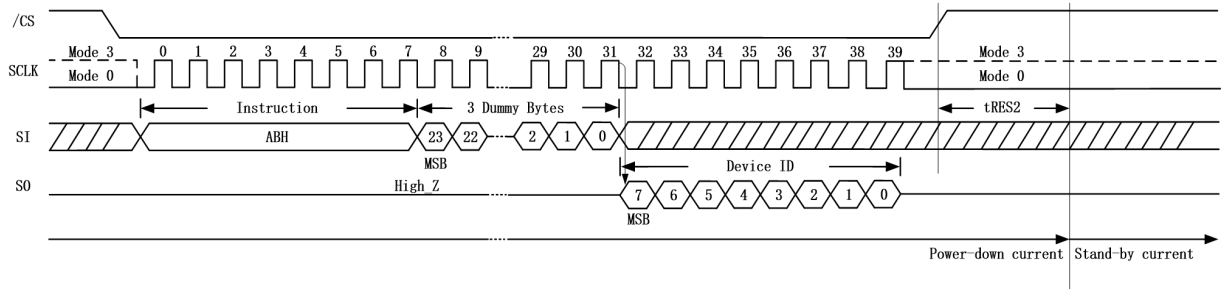 /CS
Mode 3 0 1 2 3 4 5 6 7 8 9 29 30 31 32 33 34 35 36 37 38 39 Mode 3
SCLK
Mode 0 Mode 0
Instruction 3 Dummy Bytes tRES2
SI ABH 23 22 2 1 0
MSB Device ID
SO High_Z 7 6 5 4 3 2 1 0
MSB
Power-down current Stand-by current